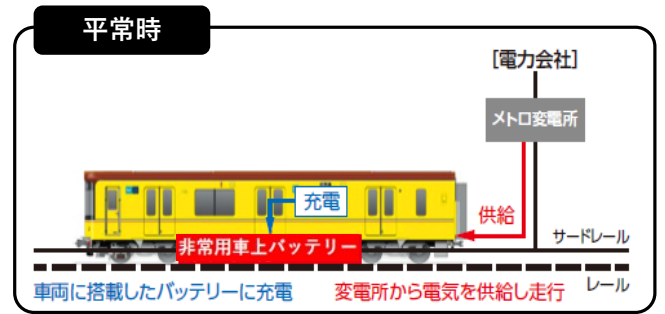 平常時
[電力会社]
メトロ変電所
充電
供給
非常用車上バッテリー
サードレール
レール
車両に搭載したバッテリーに充電
変電所から電気を供給し走行